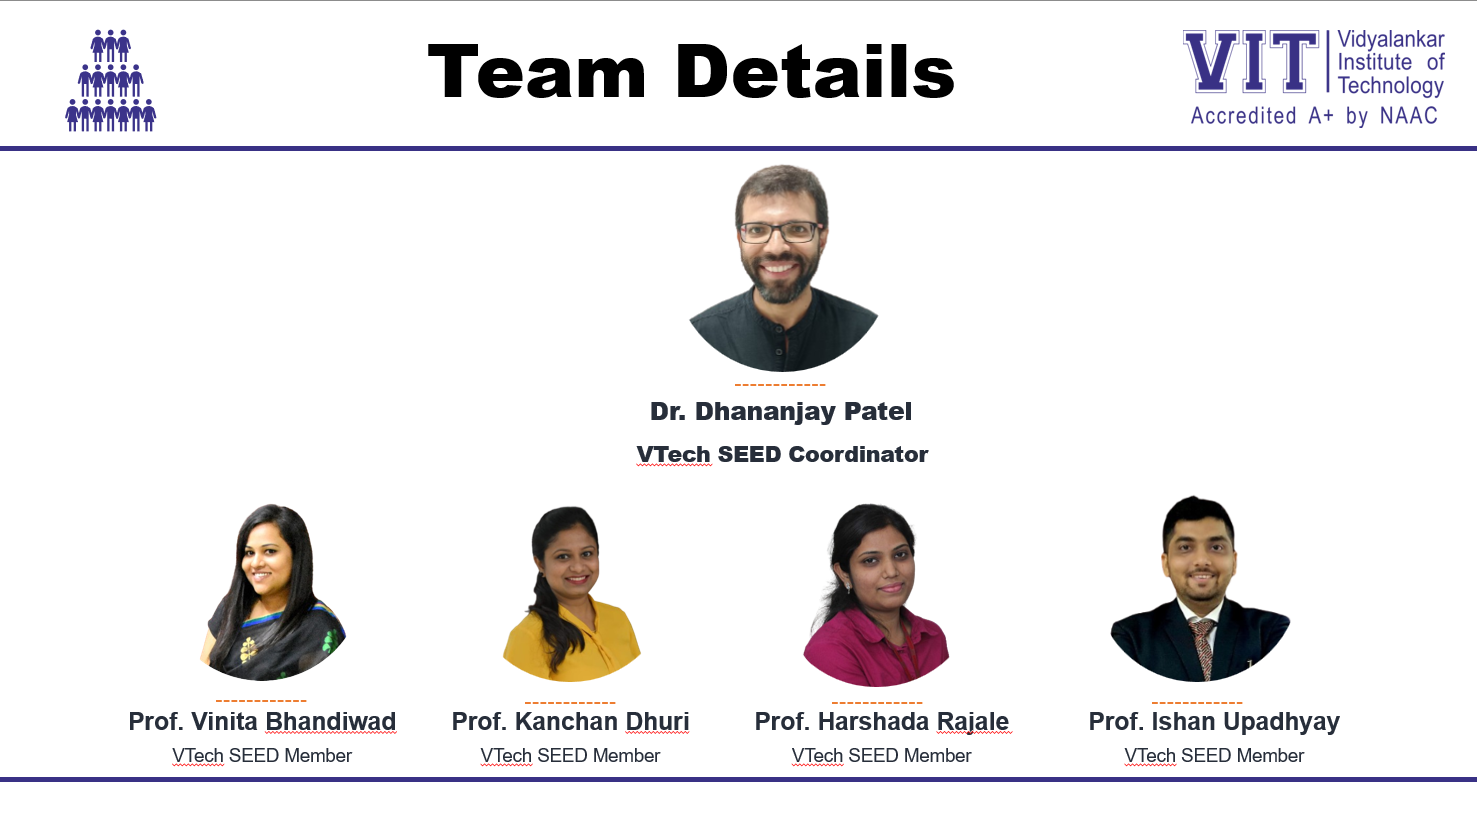 Team Details
VIT
Vidyalankar
Institute of
Technology
Accredited A+ by NAAC
Dr. Dhananjay Patel
VTech SEED Coordinator
Prof. Vinita Bhandiwad
VTech SEED Member
Prof. Kanchan Dhuri
VTech SEED Member
Prof. Harshada Rajale
VTech SEED Member
Prof. Ishan Upadhyay
VTech SEED Member